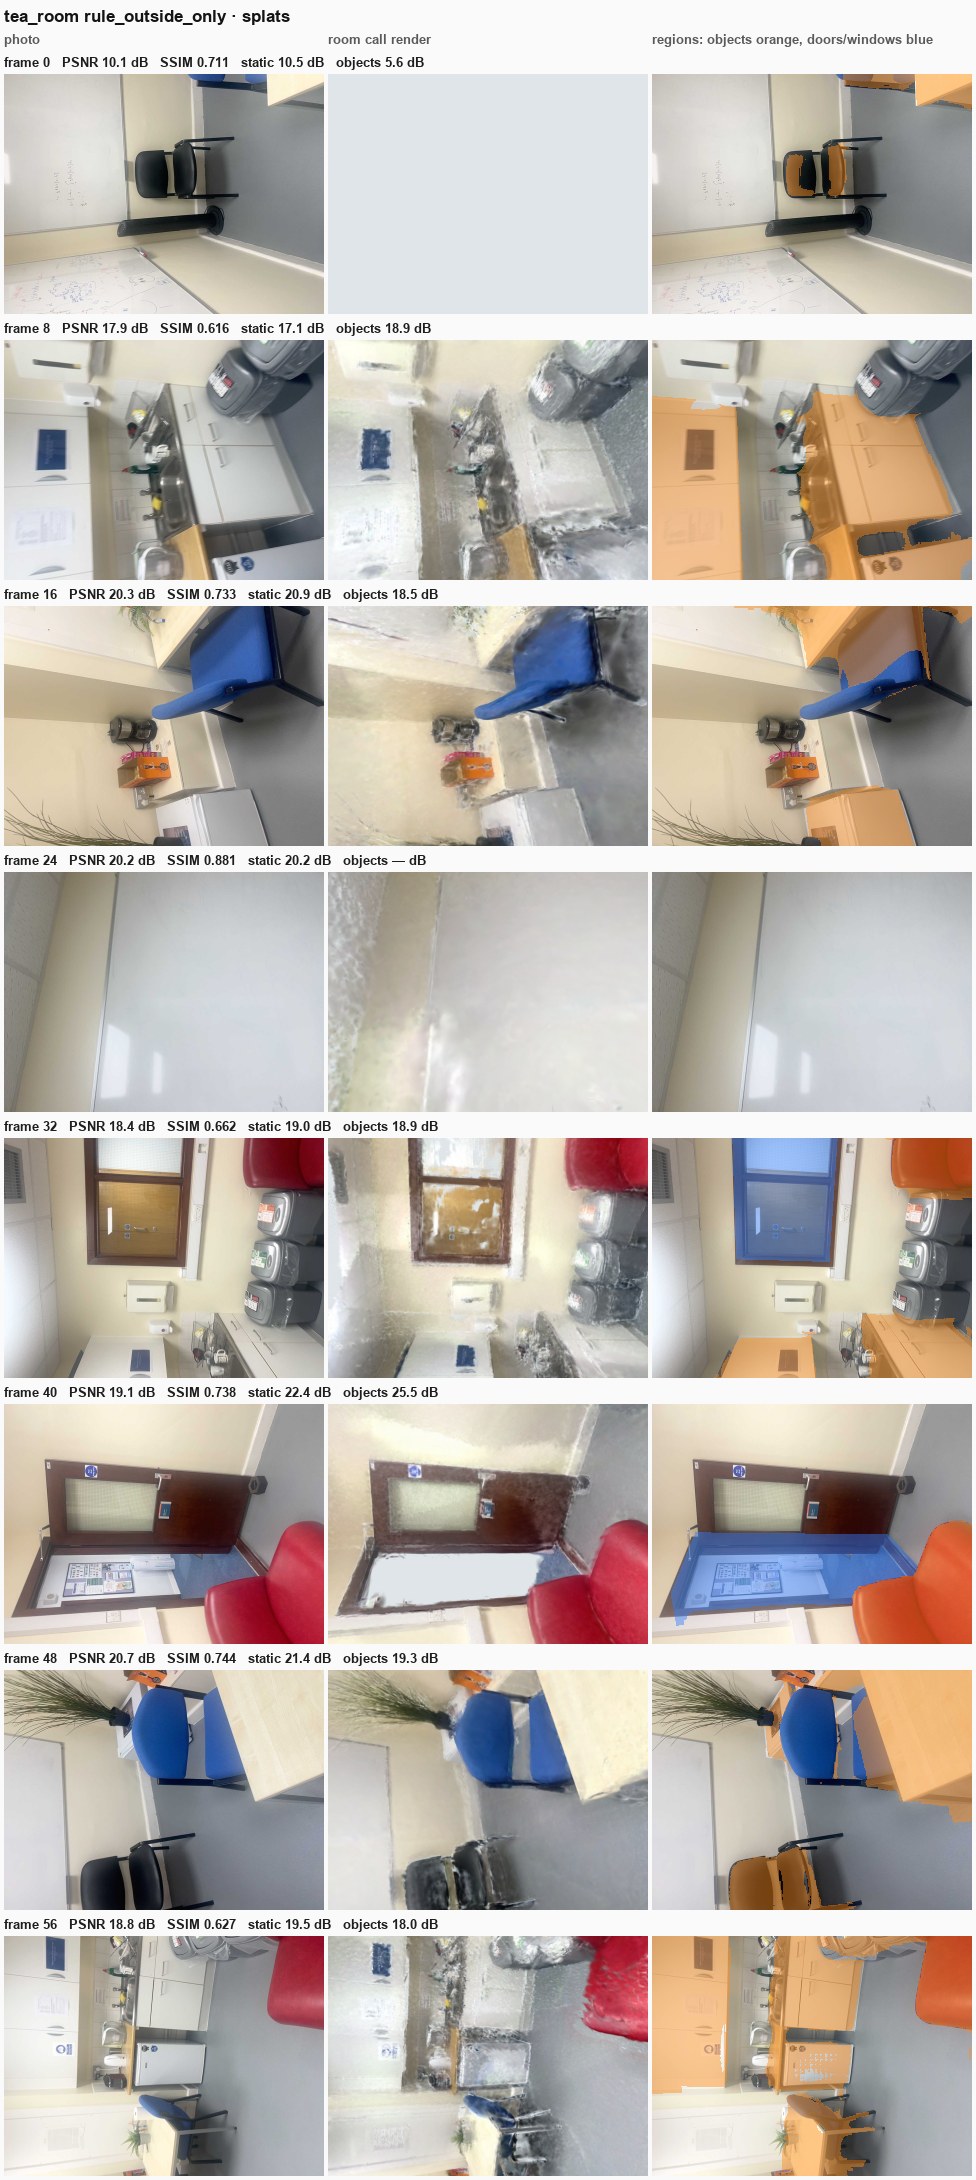 tea_room rule_outside_only · splats
photo room call render regions: objects orange, doors/windows blue
frame 0 PSNR 10.1 dB SSIM 0.711 static 10.5 dB objects 5.6 dB
frame 8 PSNR 17.9 dB SSIM 0.616 static 17.1 dB objects 18.9 dB
frame 16 PSNR 20.3 dB SSIM 0.733 static 20.9 dB objects 18.5 dB
frame 24 PSNR 20.2 dB SSIM 0.881 static 20.2 dB objects — dB
frame 32 PSNR 18.4 dB SSIM 0.662 static 19.0 dB objects 18.9 dB
frame 40 PSNR 19.1 dB SSIM 0.738 static 22.4 dB objects 25.5 dB
frame 48 PSNR 20.7 dB SSIM 0.744 static 21.4 dB objects 19.3 dB
frame 56 PSNR 18.8 dB SSIM 0.627 static 19.5 dB objects 18.0 dB